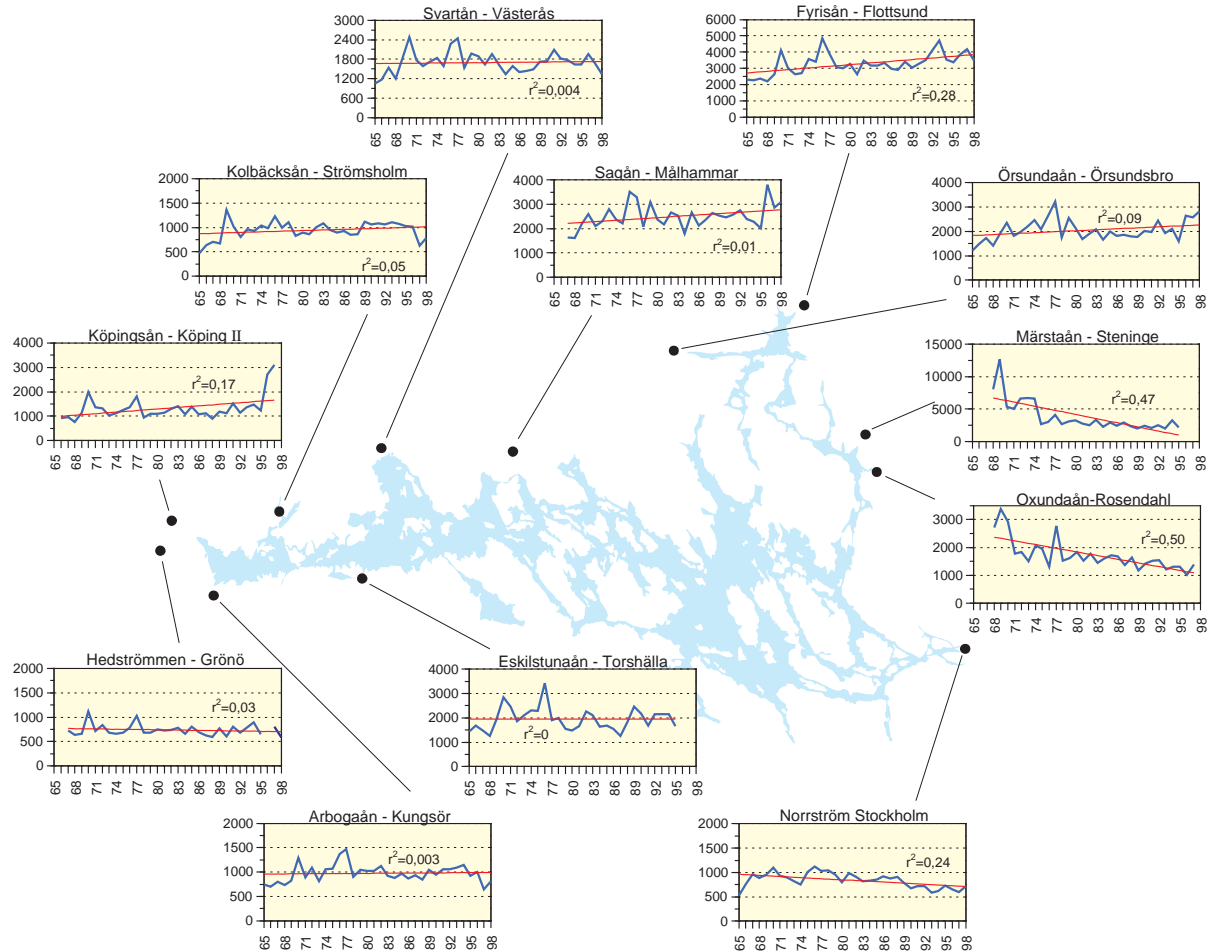 Svartån - Västerås
3000
2400
1800
1200
600
0
r²=0,004
65 68 71 74 77 80 83 86 89 92 95 98
Fyrisån - Flottsund
6000
5000
4000
3000
2000
1000
0
r²=0,28
65 68 71 74 77 80 83 86 89 92 95 98
Kolbäcksån - Strömsholm
2000
1500
1000
500
0
r²=0,05
65 68 71 74 77 80 83 86 89 92 95 98
Sagån - Målhammar
4000
3000
2000
1000
0
r²=0,01
65 68 71 74 77 80 83 86 89 92 95 98
Örsundaån - Örsundsbro
4000
3000
2000
1000
0
r²=0,09
65 68 71 74 77 80 83 86 89 92 95 98
Köpingsån - Köping II
4000
3000
2000
1000
0
r²=0,17
65 68 71 74 77 80 83 86 89 92 95 98
Märstaån - Steninge
15000
10000
5000
0
r²=0,47
65 68 71 74 77 80 83 86 89 92 95 98
Oxundaån-Rosendahl
3000
2000
1000
0
r²=0,50
65 68 71 74 77 80 83 86 89 92 95 98
Hedströmmen - Grönö
2000
1500
1000
500
0
r²=0,03
65 68 71 74 77 80 83 86 89 92 95 98
Eskilstunaån - Torshälla
4000
3000
2000
1000
0
r²=0
65 68 71 74 77 80 83 86 89 92 95 98
Arbogaån - Kungsör
2000
1500
1000
500
0
r²=0,003
65 68 71 74 77 80 83 86 89 92 95 98
Norrström Stockholm
2000
1500
1000
500
0
r²=0,24
65 68 71 74 77 80 83 86 89 92 95 98